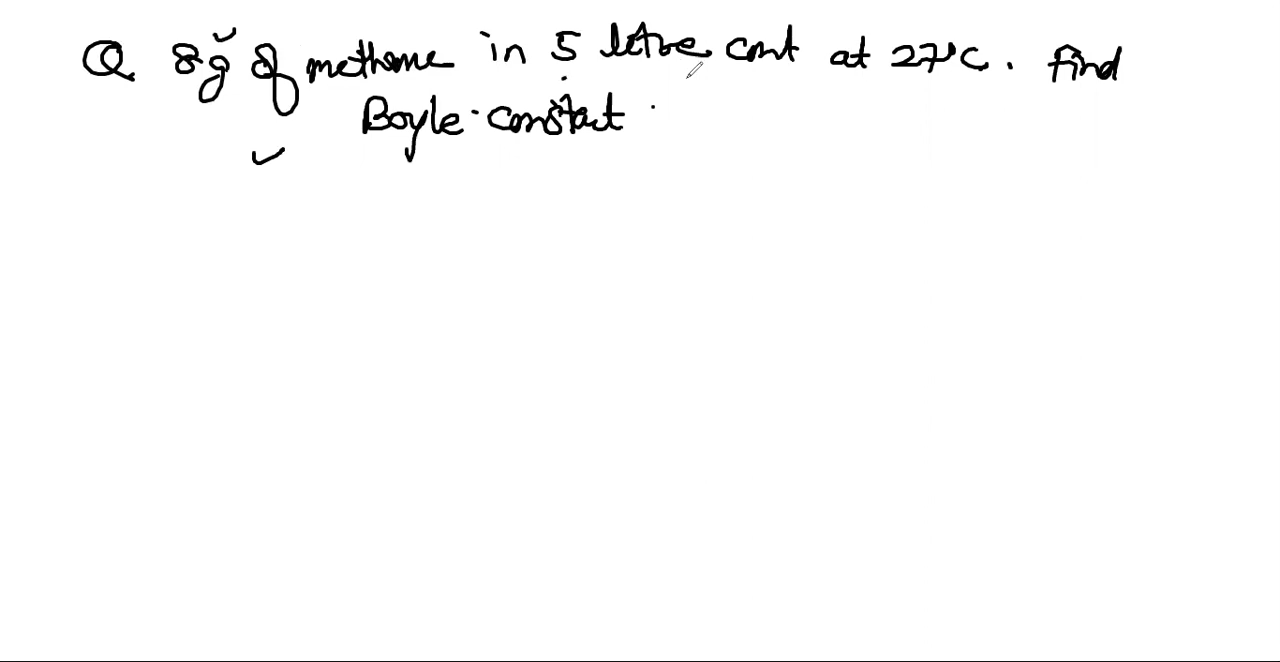 Q 8g of methane in 5 litre cont at 27°C. Find
Boyle constant.